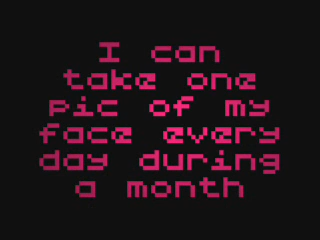 I can
take one
pic of my
face every
day during
a month